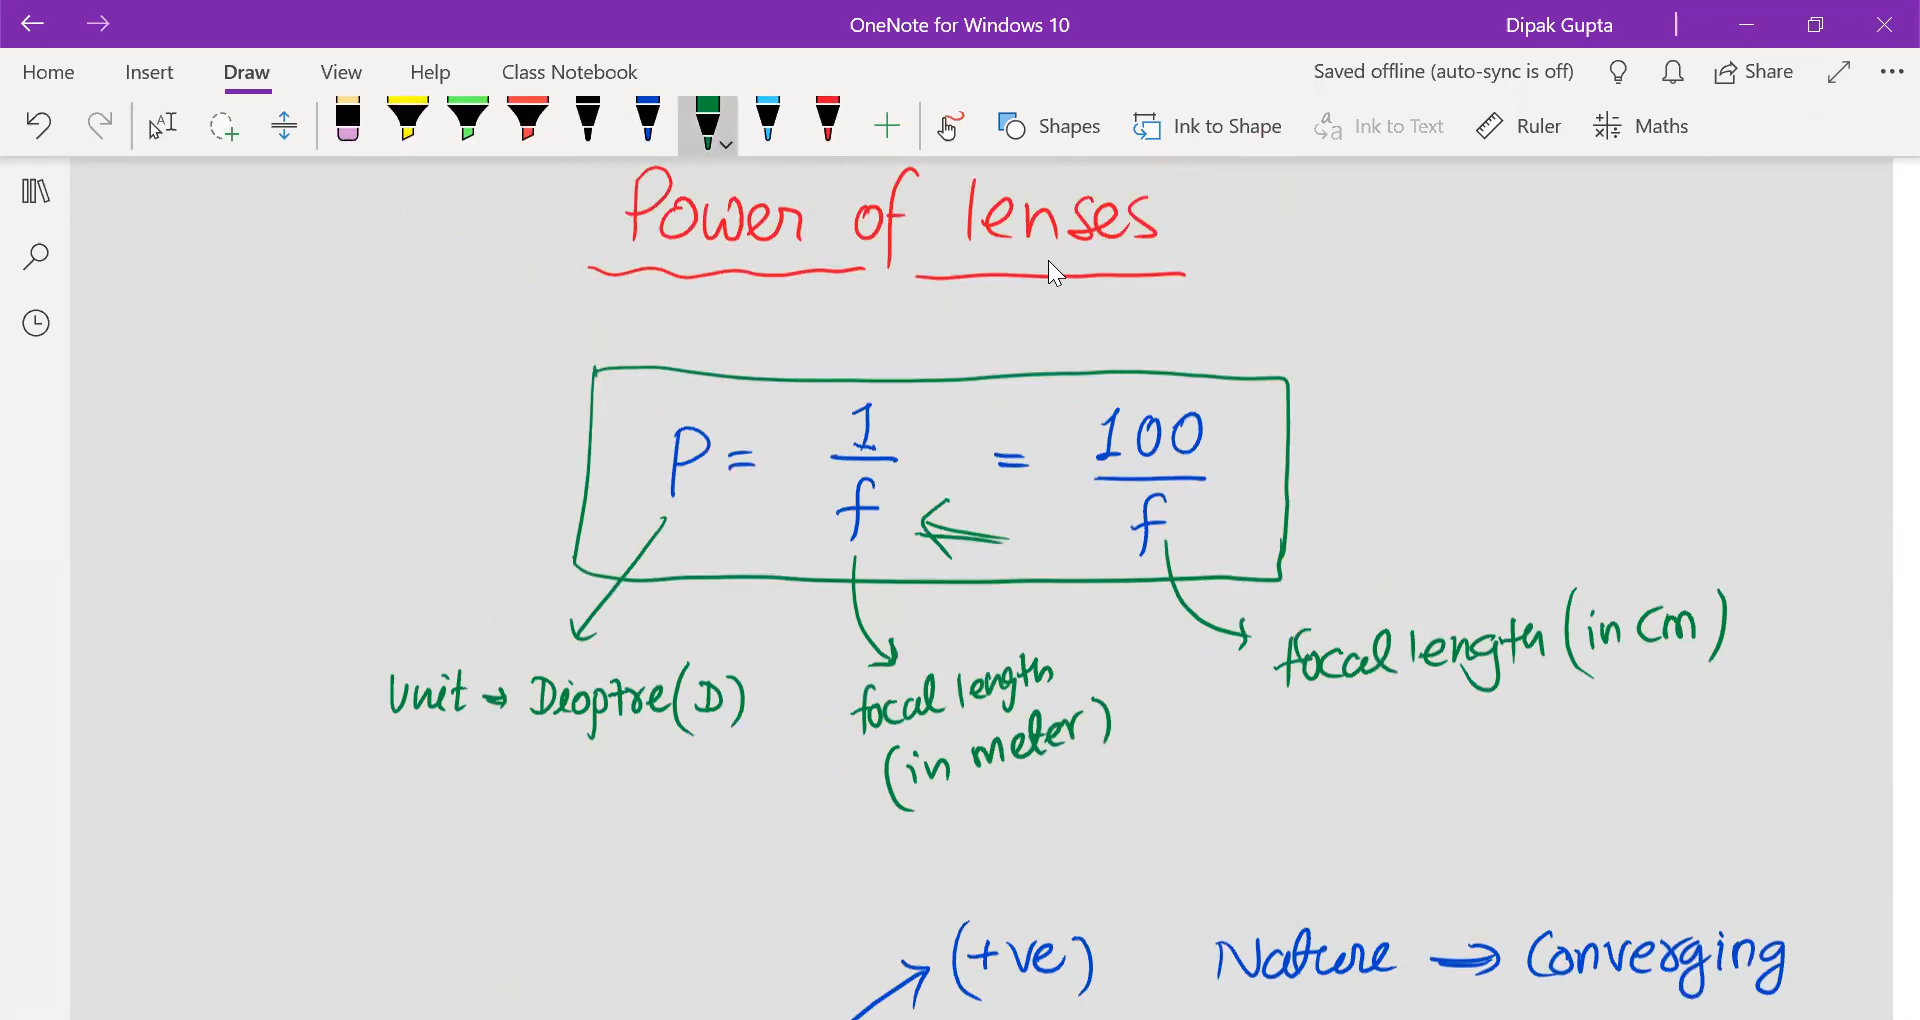 OneNote for Windows 10
Dipak Gupta
Home Insert Draw View Help Class Notebook
Saved offline (auto-sync is off) Share
Shapes Ink to Shape Ink to Text Ruler Maths
Power of lenses
P = 1/f = 100/f
Unit → Dioptre (D)
focal length
(in meter)
focal length (in cm)
(+ve) Nature → Converging